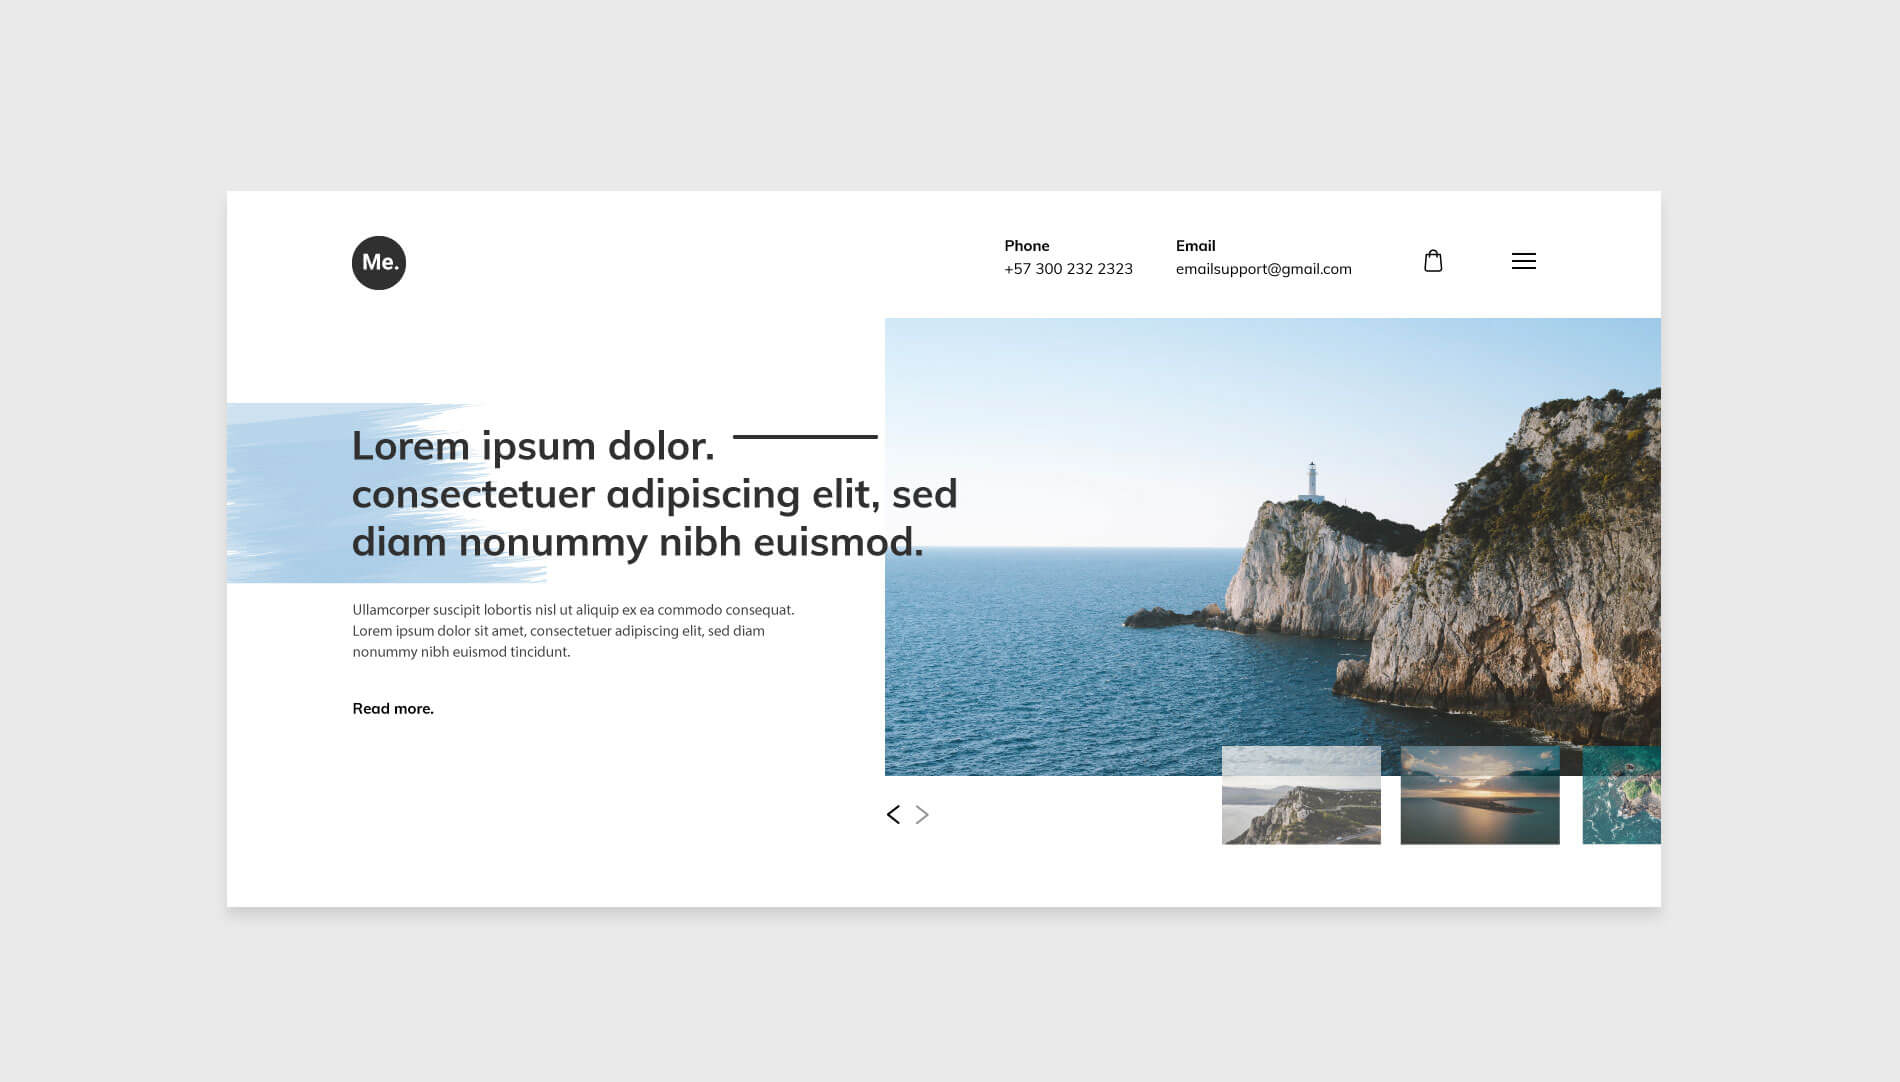 Me.
Phone
+57 300 232 2323
Email
emailsupport@gmail.com
Lorem ipsum dolor.
consectetuer adipiscing elit, sed
diam nonummy nibh euismod.
Ullamcorper suscipit lobortis nisl ut aliquip ex ea commodo consequat.
Lorem ipsum dolor sit amet, consectetuer adipiscing elit, sed diam
nonummy nibh euismod tincidunt.
Read more.